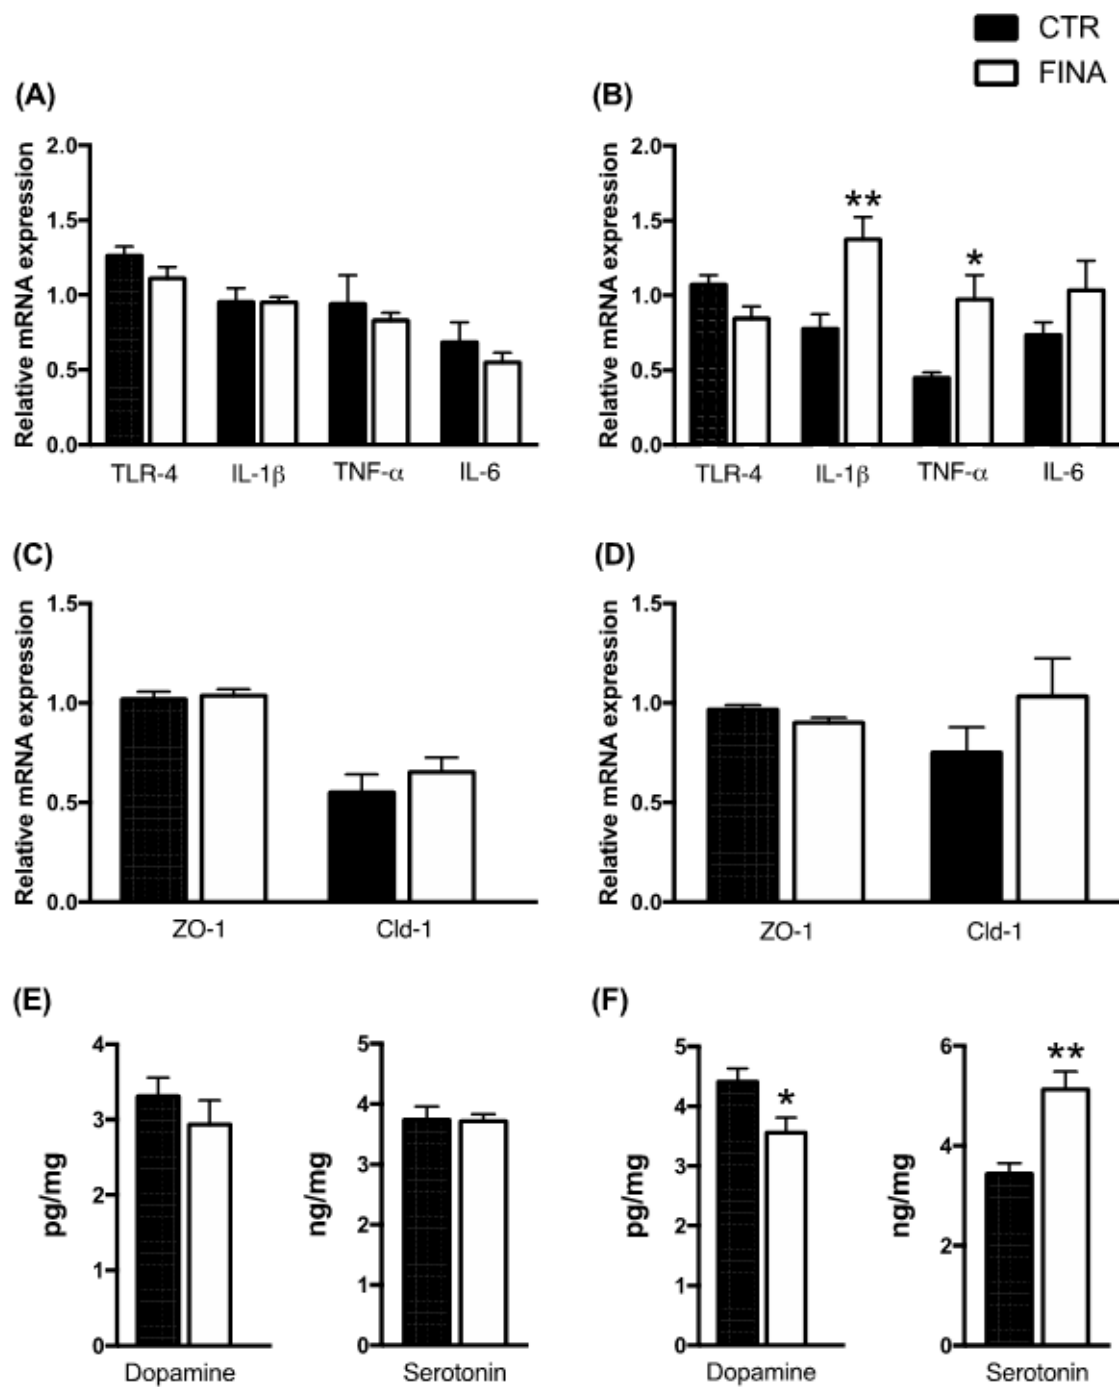 CTR
FINA
(A)
Relative mRNA expression
2.0
1.5
1.0
0.5
0.0
TLR-4 IL-1β TNF-α IL-6
(B)
Relative mRNA expression
2.0
1.5
1.0
0.5
0.0
**
*
TLR-4 IL-1β TNF-α IL-6
(C)
Relative mRNA expression
1.5
1.0
0.5
0.0
ZO-1 Cld-1
(D)
Relative mRNA expression
1.5
1.0
0.5
0.0
ZO-1 Cld-1
(E)
pg/mg
4
3
2
1
0
Dopamine
ng/mg
5
4
3
2
1
0
Serotonin
(F)
pg/mg
5
4
3
2
1
0
*
Dopamine
ng/mg
6
4
2
0
**
Serotonin